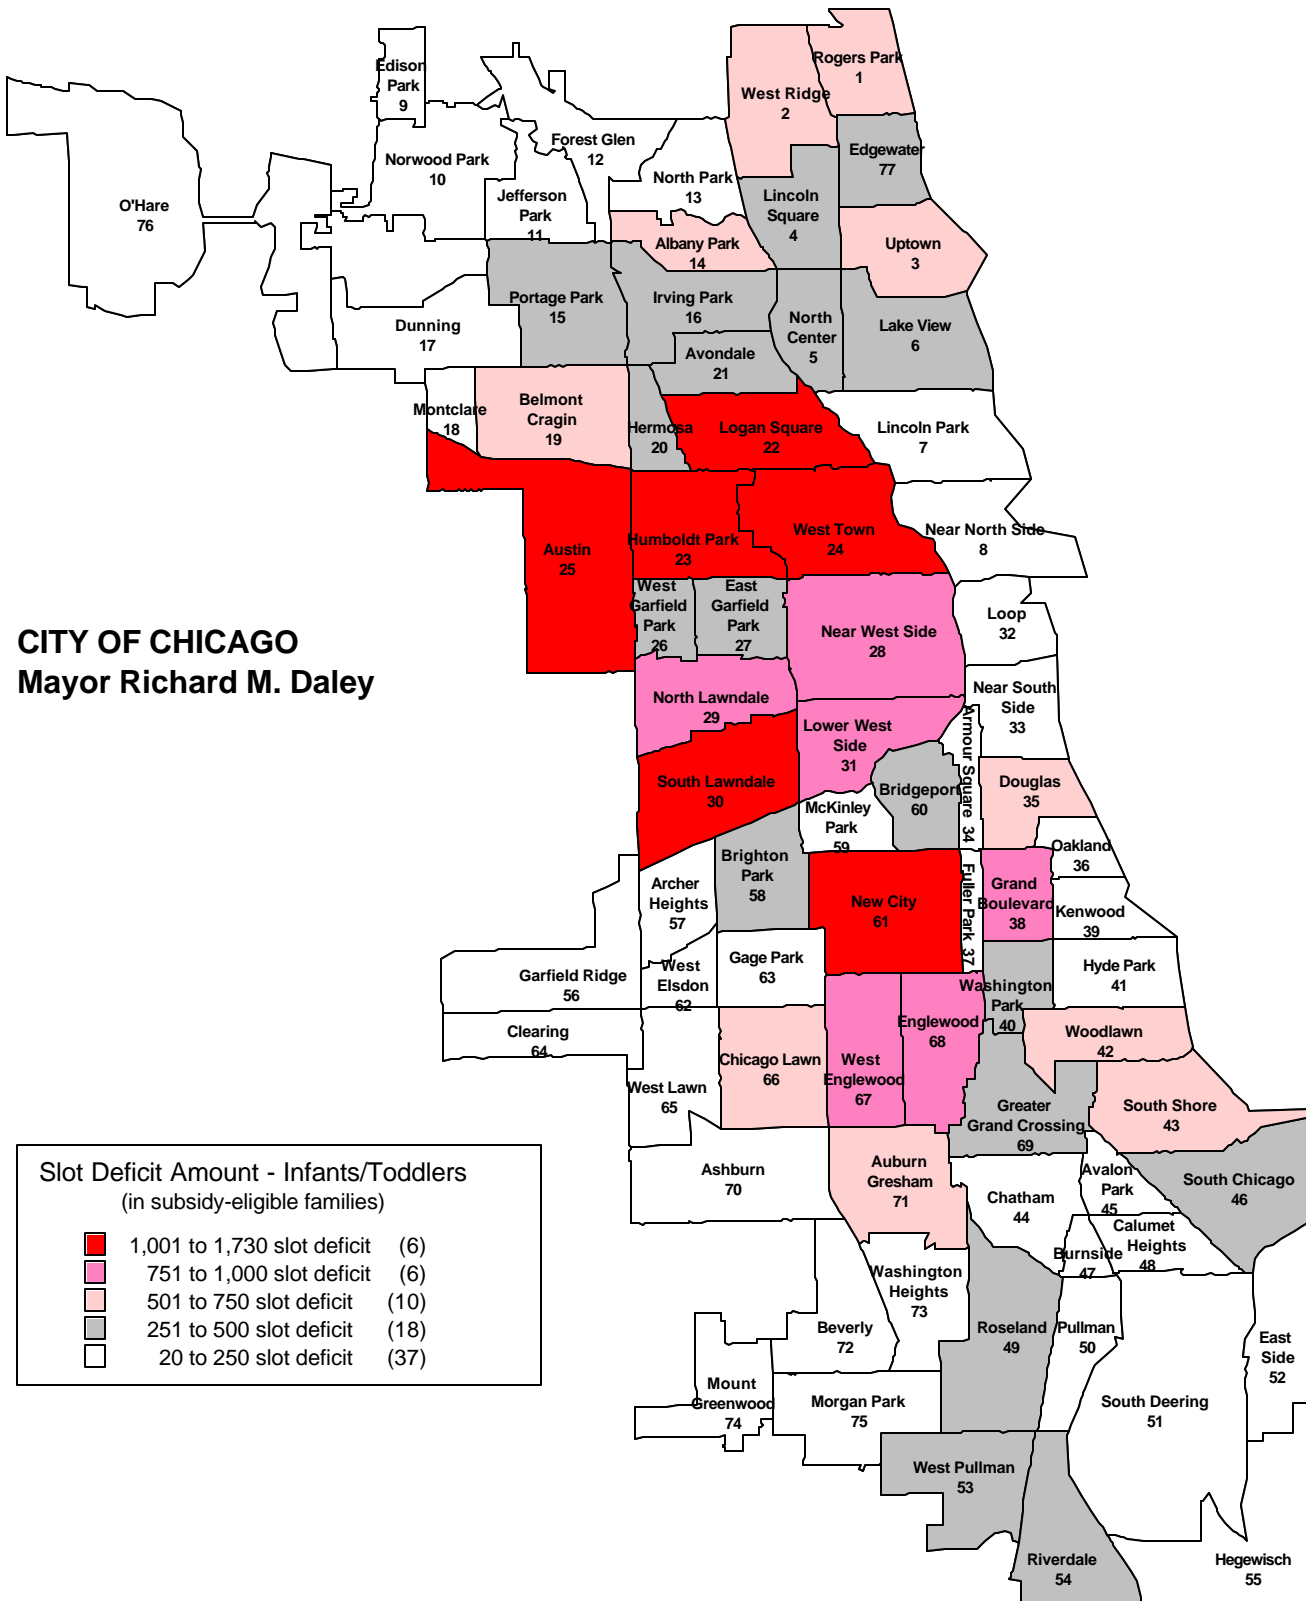 Rogers Park
1
West Ridge
2
Edison
Park
9
Forest Glen
12
Edgewater
77
Norwood Park
10
North Park
13
Jefferson
Park
11
Lincoln
Square
4
O'Hare
76
Albany Park
14
Uptown
3
Portage Park
15
Irving Park
16
North
Center
5
Lake View
6
Dunning
17
Avondale
21
Montclare
18
Belmont
Cragin
19
Hermosa
20
Logan Square
22
Lincoln Park
7
Austin
25
Humboldt Park
23
West Town
24
Near North Side
8
West
Garfield
Park
26
East
Garfield
Park
27
Near West Side
28
Loop
32
CITY OF CHICAGO
Mayor Richard M. Daley
North Lawndale
29
Near South
Side
33
Lower West
Side
31
Armour Square 34
South Lawndale
30
Bridgeport
60
Douglas
35
McKinley
Park
59
Oakland
36
Brighton
Park
58
Archer
Heights
57
New City
61
Fuller Park 37
Grand
Boulevard
38
Kenwood
39
Garfield Ridge
56
West
Elsdon
62
Gage Park
63
Washington
Park
40
Hyde Park
41
Clearing
64
Englewood
68
Woodlawn
42
Chicago Lawn
66
West
Englewood
67
West Lawn
65
Greater
Grand Crossing
69
South Shore
43
Ashburn
70
Auburn
Gresham
71
Chatham
44
Avalon
Park
45
South Chicago
46
Calumet
Heights
48
Burnside
47
Washington
Heights
73
Slot Deficit Amount - Infants/Toddlers
(in subsidy-eligible families)
1,001 to 1,730 slot deficit (6)
751 to 1,000 slot deficit (6)
501 to 750 slot deficit (10)
251 to 500 slot deficit (18)
20 to 250 slot deficit (37)
Beverly
72
Roseland
49
Pullman
50
East
Side
52
Mount
Greenwood
74
Morgan Park
75
South Deering
51
West Pullman
53
Riverdale
54
Hegewisch
55